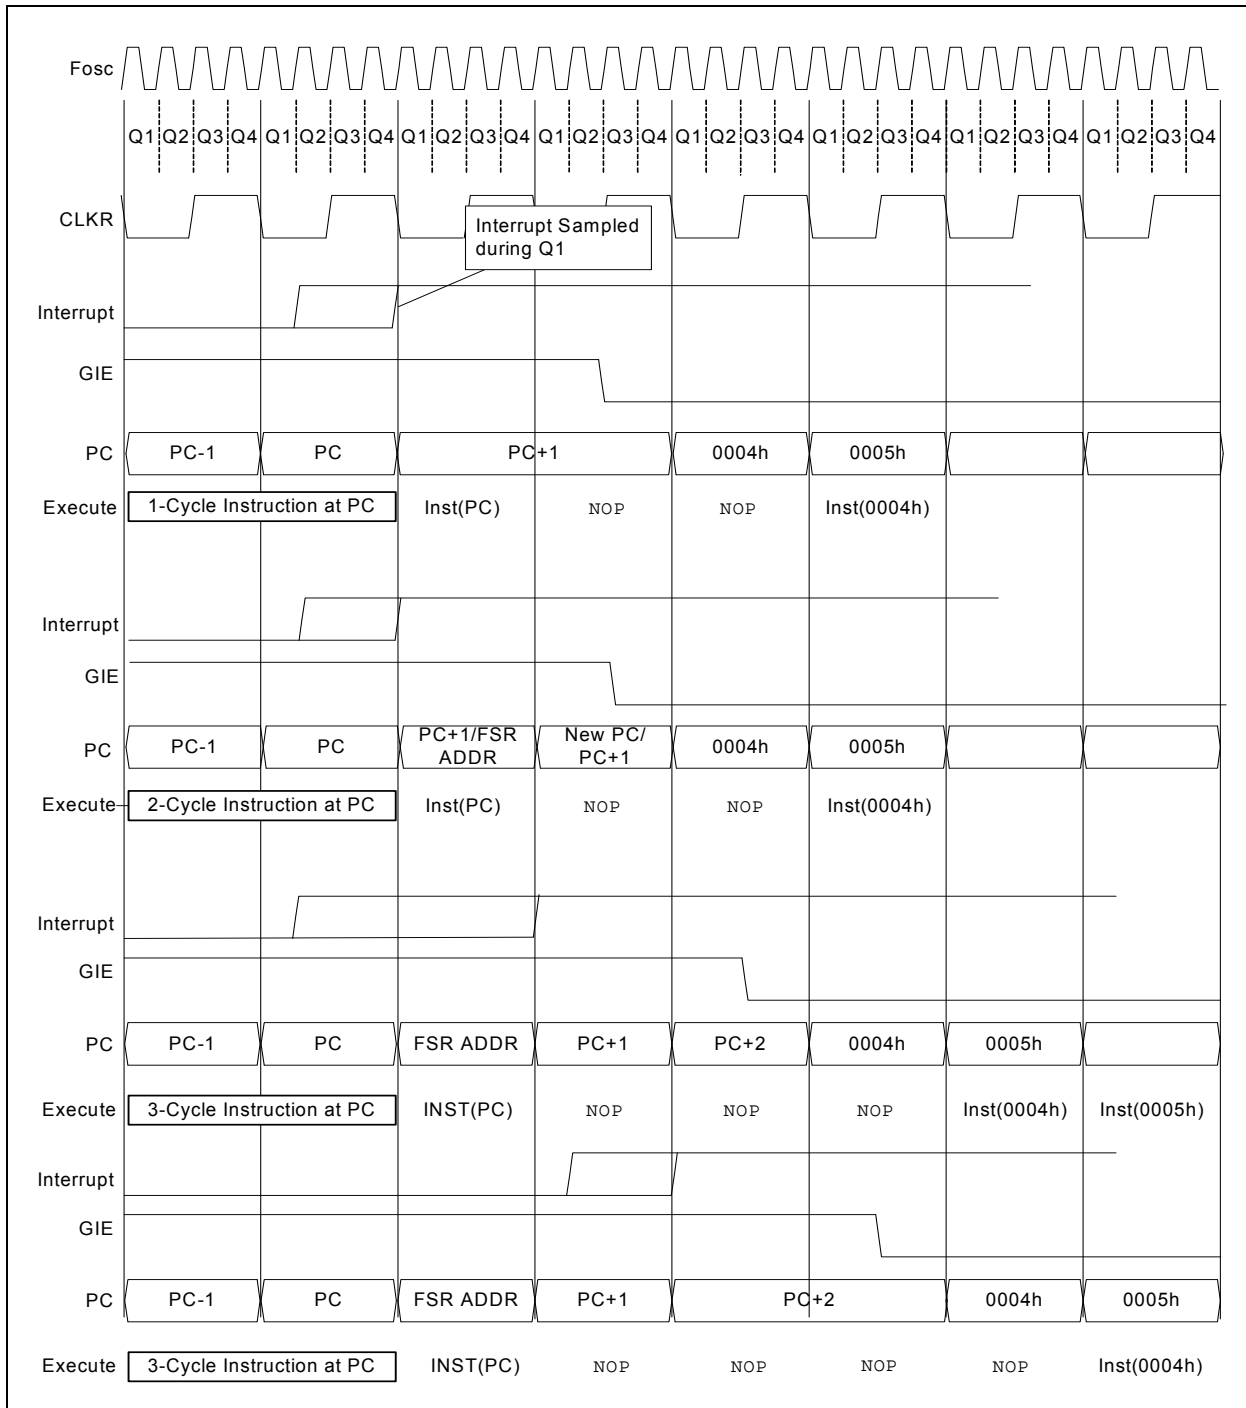 Fosc
Q1 Q2 Q3 Q4 Q1 Q2 Q3 Q4 Q1 Q2 Q3 Q4 Q1 Q2 Q3 Q4 Q1 Q2 Q3 Q4 Q1 Q2 Q3 Q4 Q1 Q2 Q3 Q4 Q1 Q2 Q3 Q4
CLKR
Interrupt Sampled
during Q1
Interrupt
GIE
PC PC-1 PC PC+1 0004h 0005h
Execute 1-Cycle Instruction at PC Inst(PC) NOP NOP Inst(0004h)
Interrupt
GIE
PC PC-1 PC PC+1/FSR ADDR New PC/ PC+1 0004h 0005h
Execute 2-Cycle Instruction at PC Inst(PC) NOP NOP Inst(0004h)
Interrupt
GIE
PC PC-1 PC FSR ADDR PC+1 PC+2 0004h 0005h
Execute 3-Cycle Instruction at PC INST(PC) NOP NOP NOP Inst(0004h) Inst(0005h)
Interrupt
GIE
PC PC-1 PC FSR ADDR PC+1 PC+2 0004h 0005h
Execute 3-Cycle Instruction at PC INST(PC) NOP NOP NOP NOP Inst(0004h)